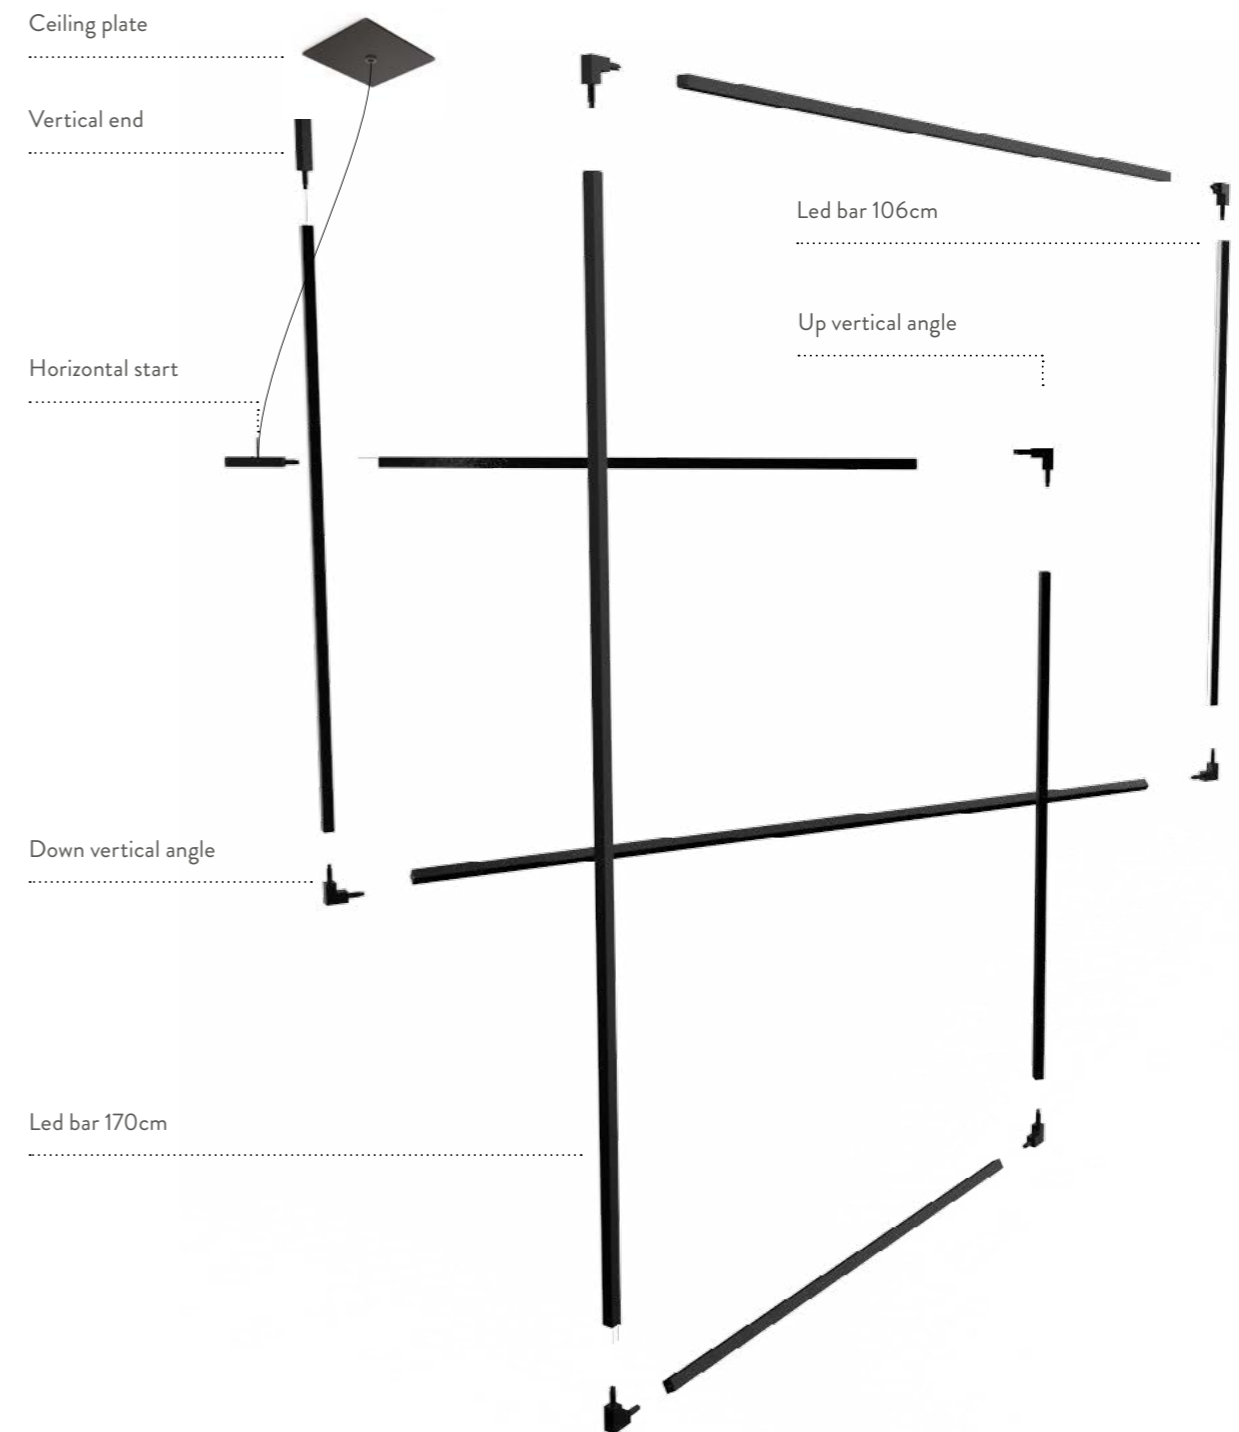 Ceiling plate
Vertical end
Led bar 106cm
Up vertical angle
Horizontal start
Down vertical angle
Led bar 170cm